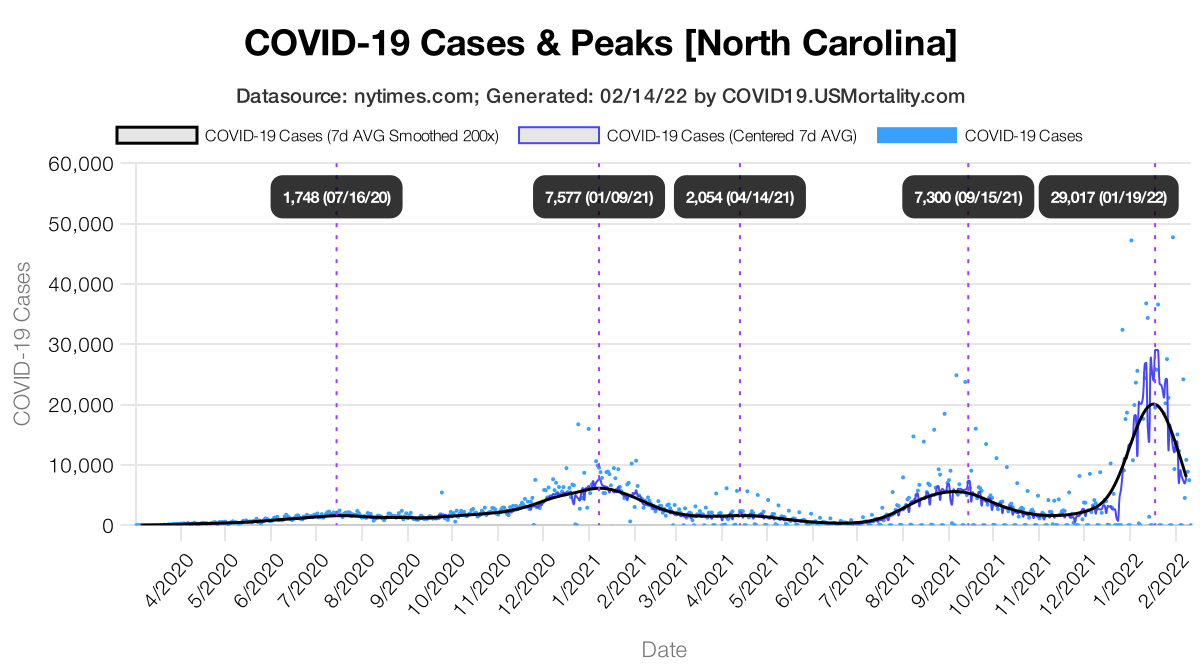 COVID-19 Cases & Peaks [North Carolina]
Datasource: nytimes.com; Generated: 02/14/22 by COVID19.USMortality.com
COVID-19 Cases (7d AVG Smoothed 200x) COVID-19 Cases (Centered 7d AVG) COVID-19 Cases
60,000
1,748 (07/16/20) 7,577 (01/09/21) 2,054 (04/14/21) 7,300 (09/15/21) 29,017 (01/19/22)
50,000
40,000
30,000
20,000
10,000
0
COVID-19 Cases
4/2020 5/2020 6/2020 7/2020 8/2020 9/2020 10/2020 11/2020 12/2020 1/2021 2/2021 3/2021 4/2021 5/2021 6/2021 7/2021 8/2021 9/2021 10/2021 11/2021 12/2021 1/2022 2/2022
Date